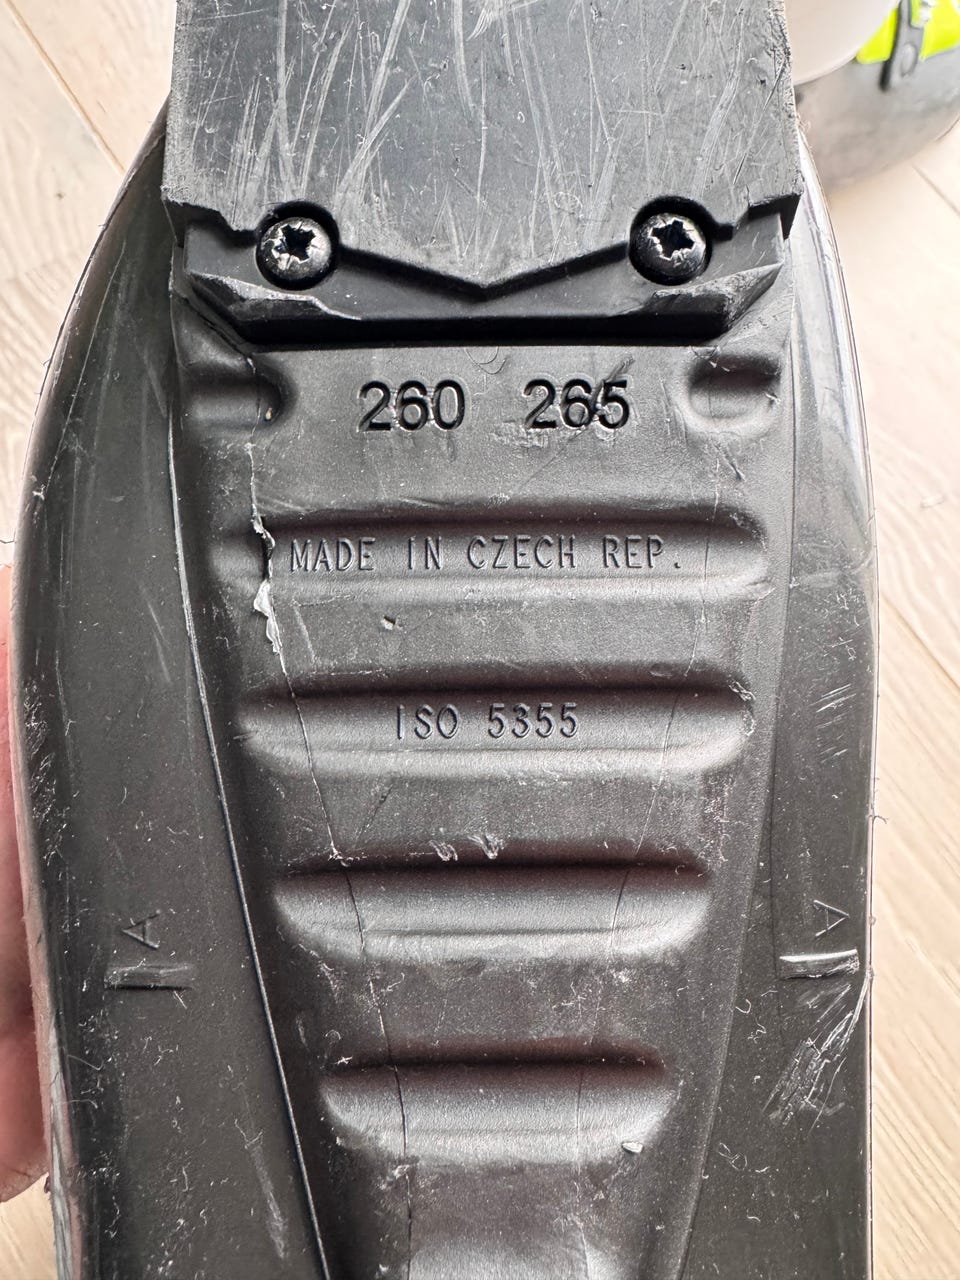 260 265
MADE IN CZECH REP.
ISO 5355
A A